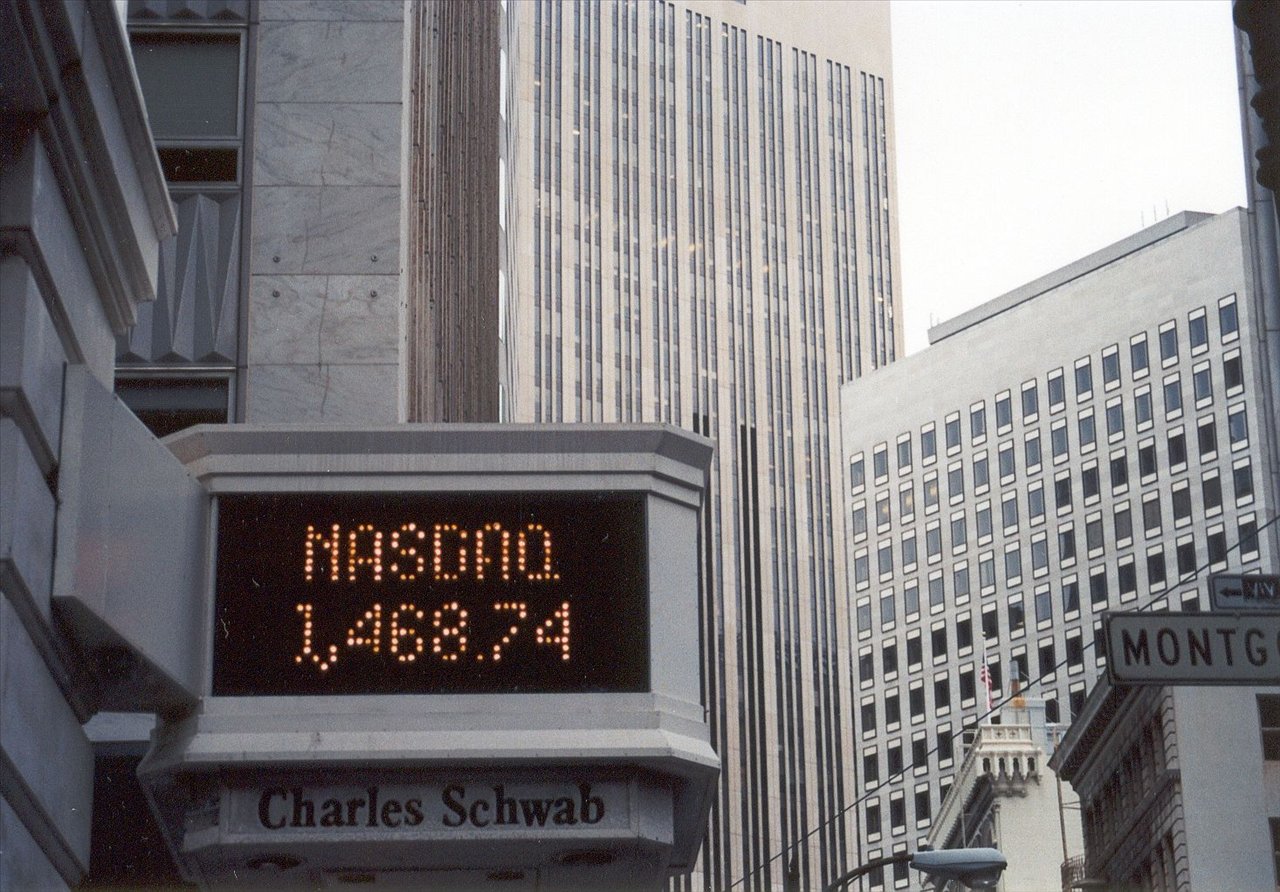 NASDAQ
1,468.74
Charles Schwab
MONTG